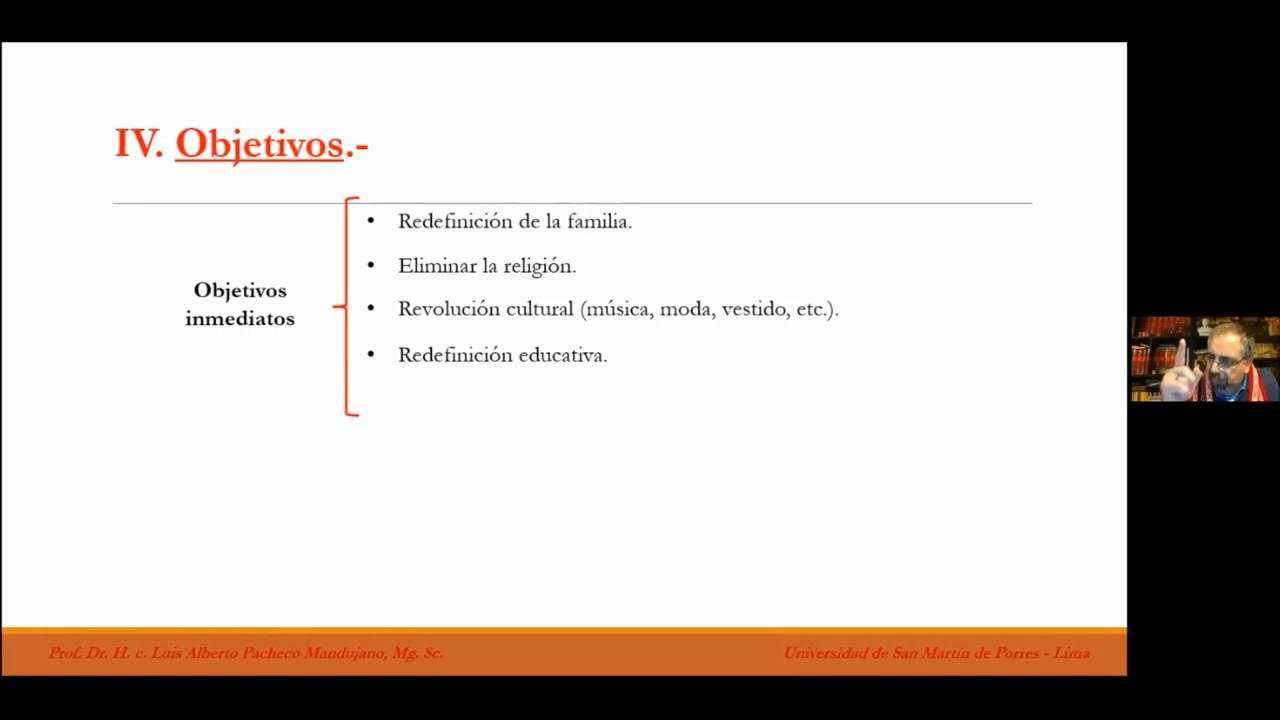 IV. Objetivos.-
Objetivos
inmediatos
• Redefinición de la familia.
• Eliminar la religión.
• Revolución cultural (música, moda, vestido, etc.).
• Redefinición educativa.
Prof. Dr. H. c. Luis Alberto Pacheco Mandujano, Mg. Sc.
Universidad de San Martín de Porres - Lima